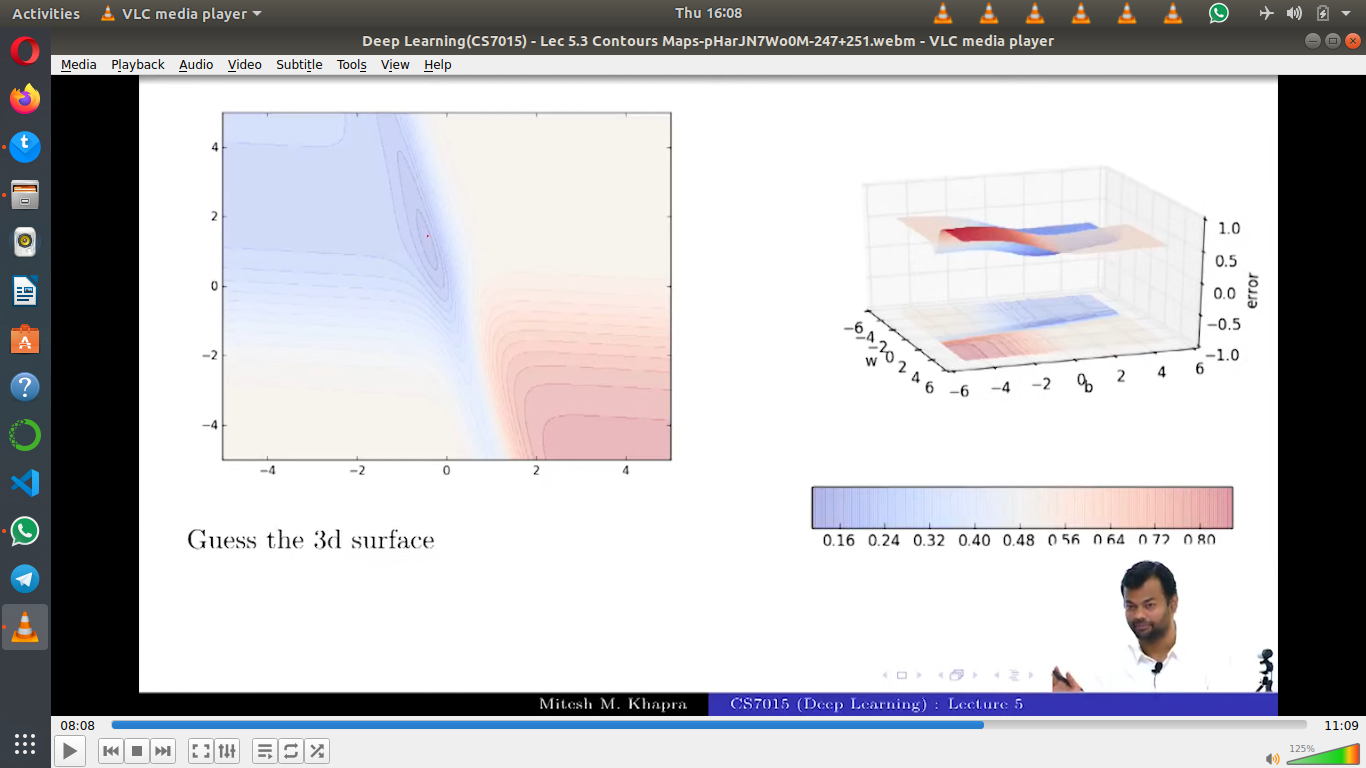 Activities VLC media player Thu 16:08
Deep Learning(CS7015) - Lec 5.3 Contours Maps-pHarJN7Wo0M-247+251.webm - VLC media player
Media Playback Audio Video Subtitle Tools View Help
4
2
0
−2
−4
−4 −2 0 2 4
1.0
0.5
0.0
−0.5
−1.0
error
−6 −4 −2 0 2 4 6
w
−6 −4 −2 0 2 4 6
b
0.16 0.24 0.32 0.40 0.48 0.56 0.64 0.72 0.80
Guess the 3d surface
Mitesh M. Khapra CS7015 (Deep Learning) : Lecture 5
08:08 11:09
125%